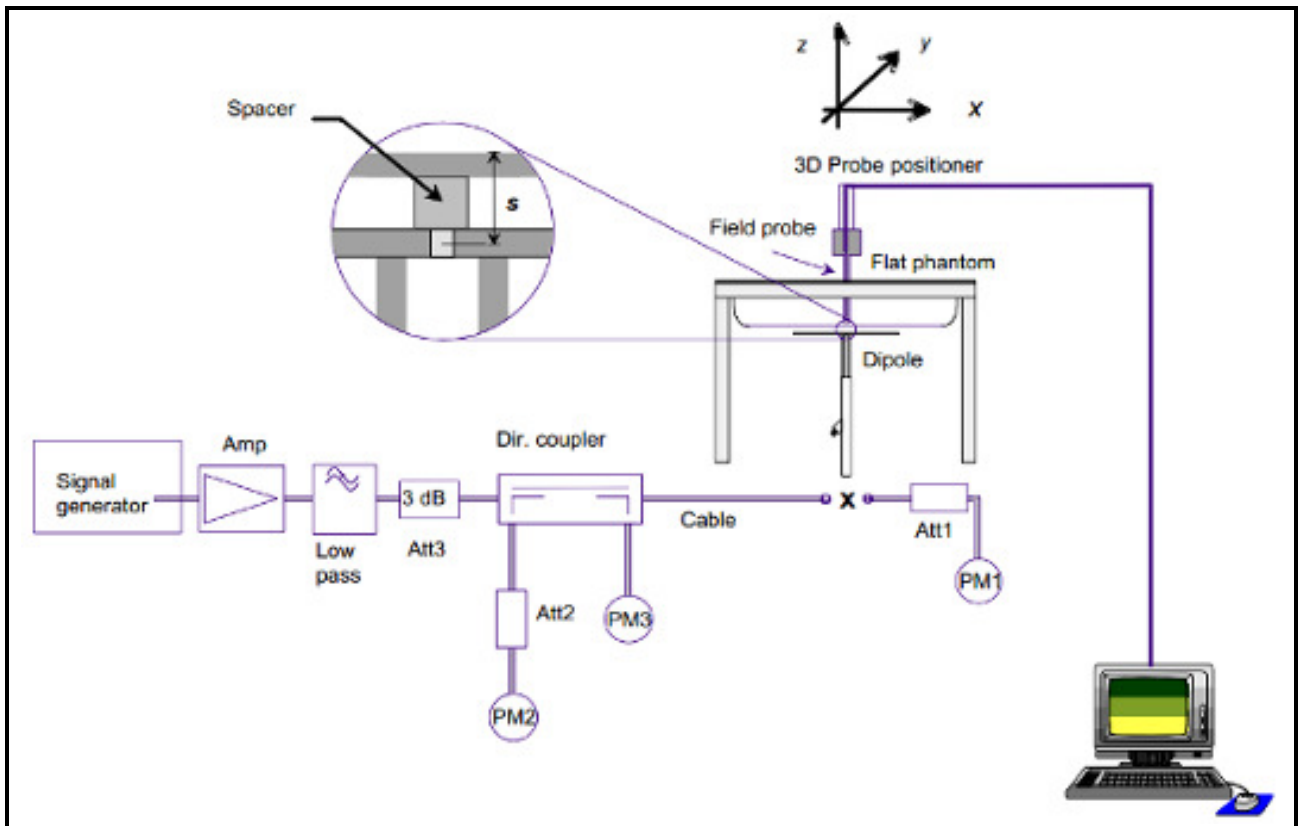 z
y
x
Spacer
s
3D Probe positioner
Field probe
Flat phantom
Dipole
Dir. coupler
Amp
Signal
generator
3 dB
Cable
X
Att1
Low
pass
Att3
PM1
Att2
PM3
PM2